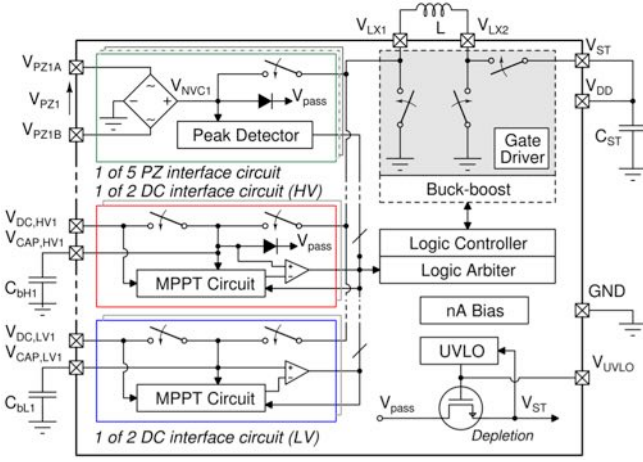 V_LX1
L
V_LX2
V_PZ1A
V_PZ1
V_PZ1B
V_NVC1
V_pass
Peak Detector
1 of 5 PZ interface circuit
1 of 2 DC interface circuit (HV)
V_ST
V_DD
C_ST
Gate
Driver
Buck-boost
V_DC,HV1
V_CAP,HV1
C_bH1
V_pass
MPPT Circuit
Logic Controller
Logic Arbiter
nA Bias
GND
V_DC,LV1
V_CAP,LV1
C_bL1
MPPT Circuit
1 of 2 DC interface circuit (LV)
UVLO
V_UVLO
V_pass
V_ST
Depletion